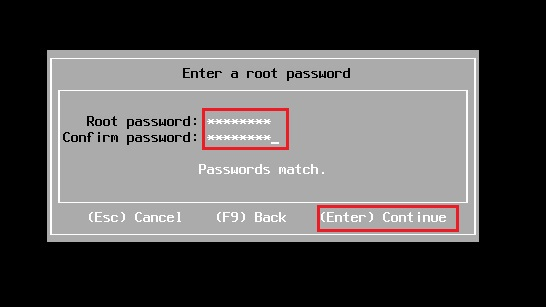 Enter a root password
Root password: ********
Confirm password: ********_
Passwords match.
(Esc) Cancel (F9) Back (Enter) Continue